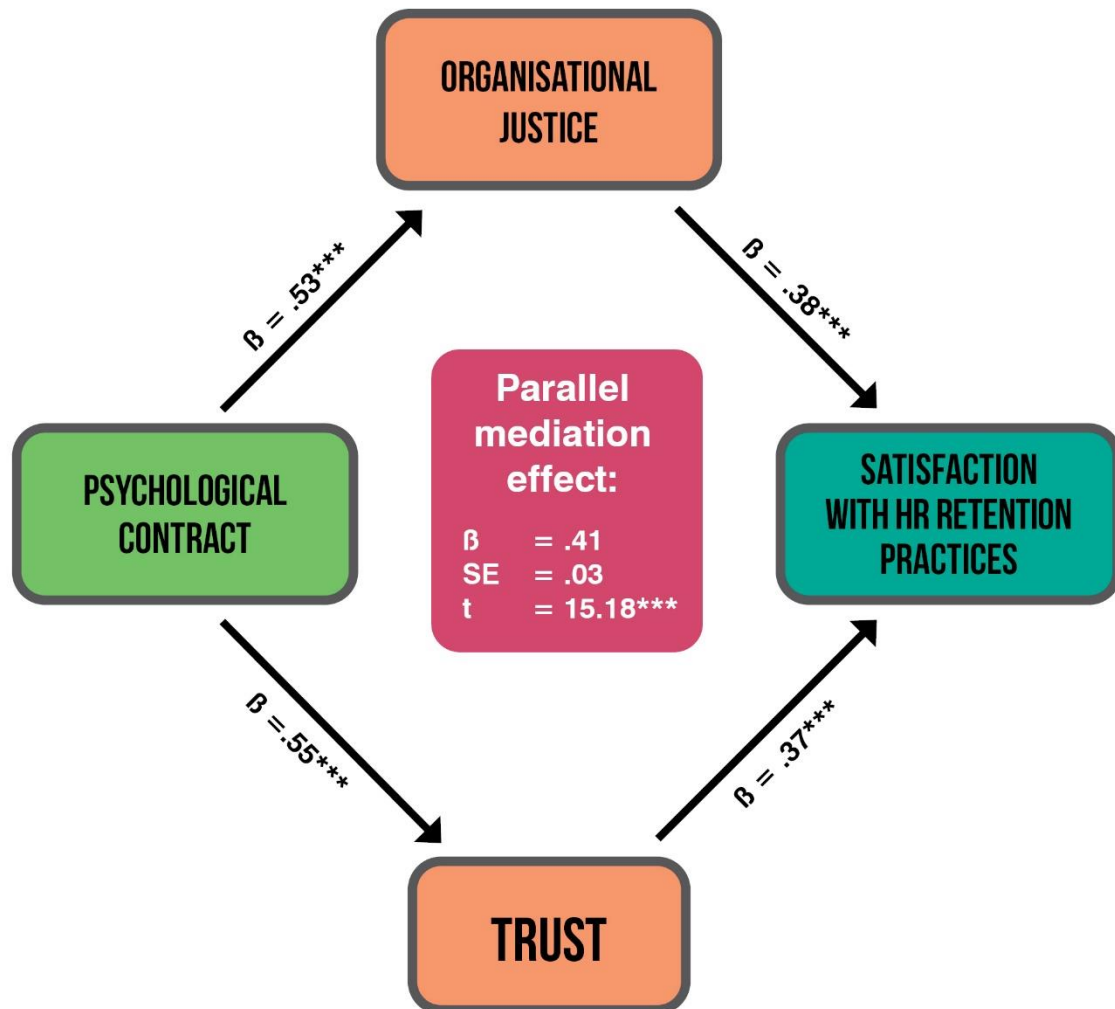 ORGANISATIONAL
JUSTICE
ß = .53***
ß = .38***
PSYCHOLOGICAL
CONTRACT
Parallel
mediation
effect:
ß = .41
SE = .03
t = 15.18***
SATISFACTION
WITH HR RETENTION
PRACTICES
ß =.55***
ß = .37***
TRUST